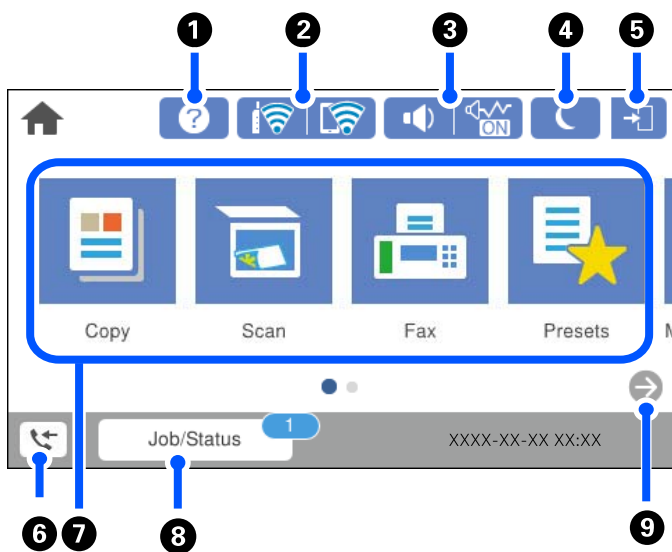 1 2 3 4 5
? ON
Copy Scan Fax Presets M
Job/Status 1 XXXX-XX-XX XX:XX
6 7 8 9